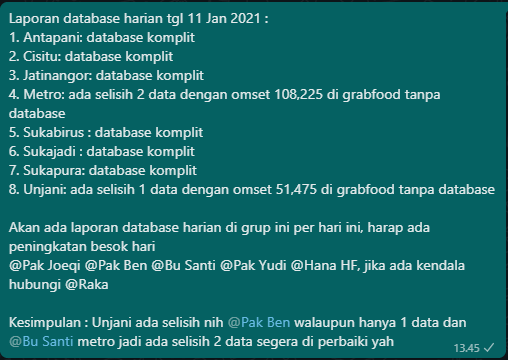 Laporan database harian tgl 11 Jan 2021 :
1. Antapani: database komplit
2. Cisitu: database komplit
3. Jatinangor: database komplit
4. Metro: ada selisih 2 data dengan omset 108,225 di grabfood tanpa
database
5. Sukabirus : database komplit
6. Sukajadi : database komplit
7. Sukapura: database komplit
8. Unjani: ada selisih 1 data dengan omset 51,475 di grabfood tanpa database
Akan ada laporan database harian di grup ini per hari ini, harap ada
peningkatan besok hari
@Pak Joeqi @Pak Ben @Bu Santi @Pak Yudi @Hana HF, jika ada kendala
hubungi @Raka
Kesimpulan : Unjani ada selisih nih @Pak Ben walaupun hanya 1 data dan
@Bu Santi metro jadi ada selisih 2 data segera di perbaiki yah
13.45